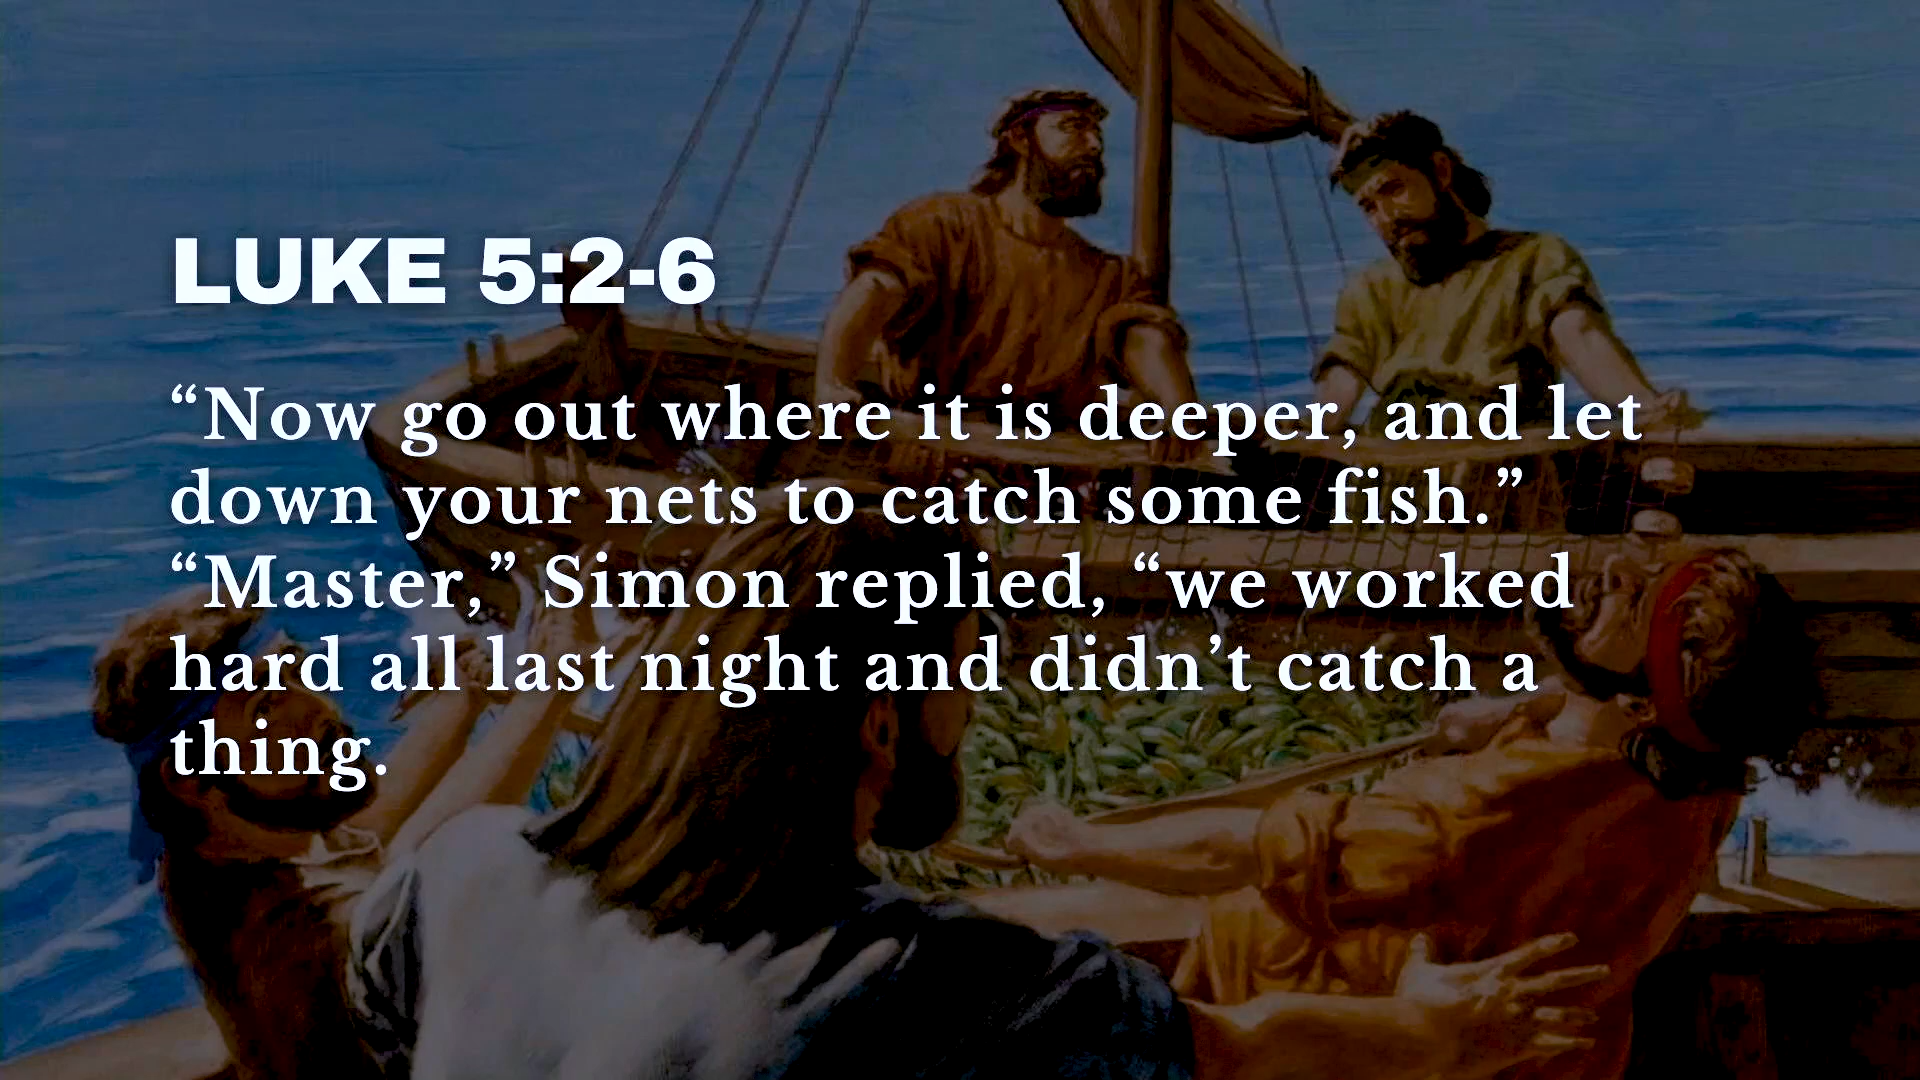 LUKE 5:2-6
“Now go out where it is deeper, and let
down your nets to catch some fish.”
“Master,” Simon replied, “we worked
hard all last night and didn’t catch a
thing.